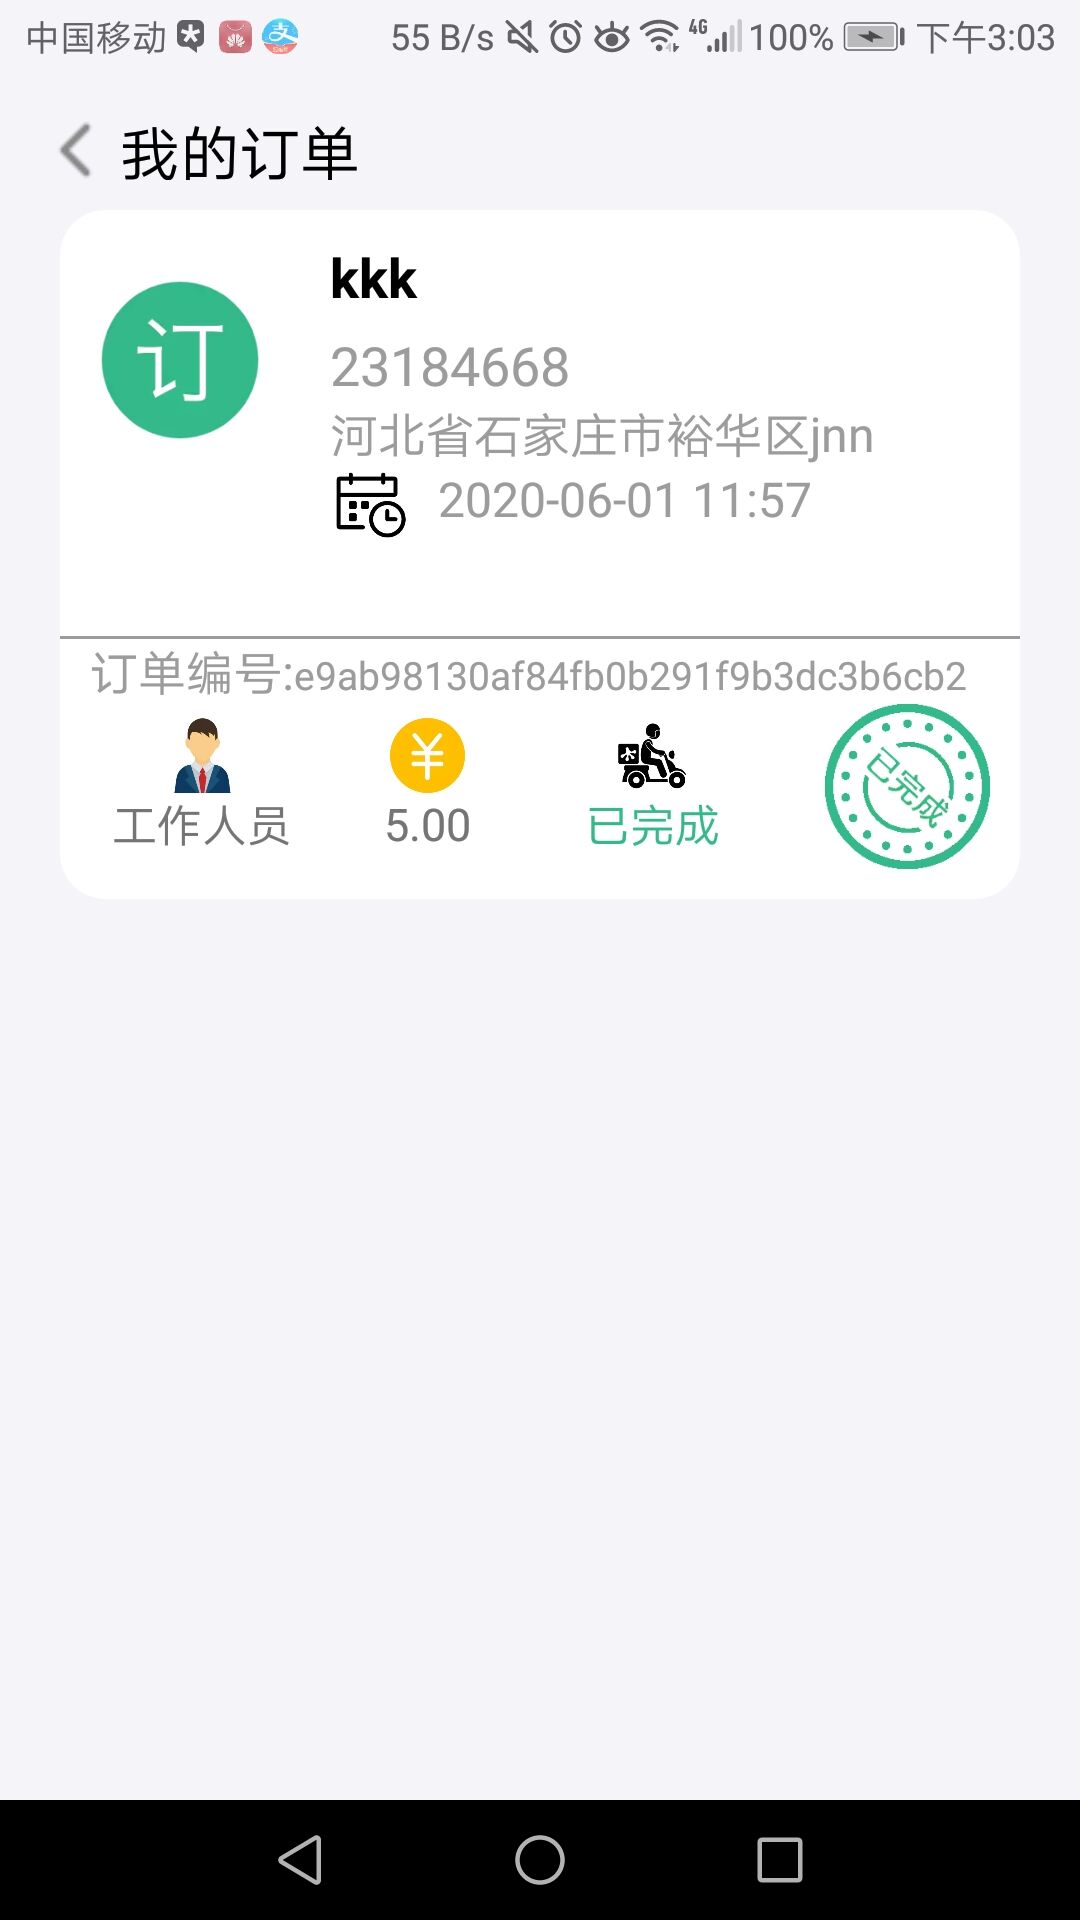 中国移动 55 B/s 4G 100% 下午3:03
我的订单
kkk
订
23184668
河北省石家庄市裕华区jnn
2020-06-01 11:57
订单编号:e9ab98130af84fb0b291f9b3dc3b6cb2
工作人员 5.00 已完成 已完成